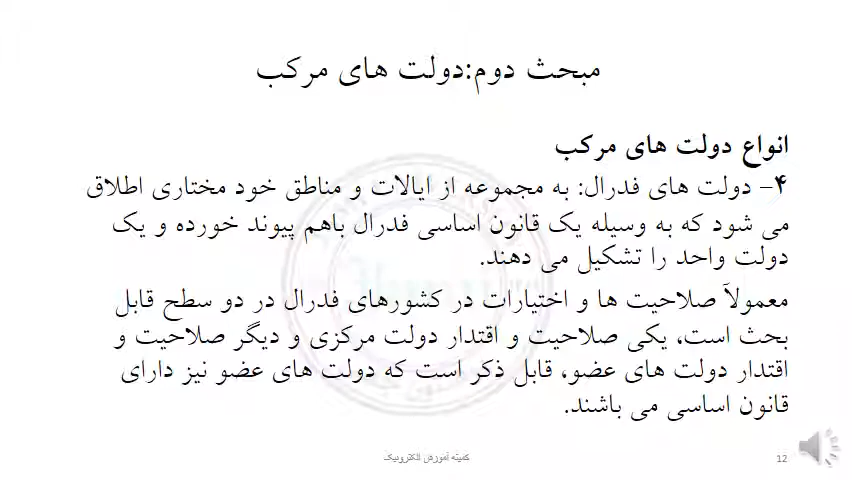 مبحث دوم:دولت های مرکب
انواع دولت های مرکب
۴- دولت های فدرال: به مجموعه از ایالات و مناطق خود مختاری اطلاق
می شود که به وسیله یک قانون اساسی فدرال باهم پیوند خورده و یک
دولت واحد را تشکیل می دهند.
معمولاَ صلاحیت ها و اختیارات در کشورهای فدرال در دو سطح قابل
بحث است، یکی صلاحیت و اقتدار دولت مرکزی و دیگر صلاحیت و
اقتدار دولت های عضو، قابل ذکر است که دولت های عضو نیز دارای
قانون اساسی می باشند.
کمیته آموزش الکترونیک
12